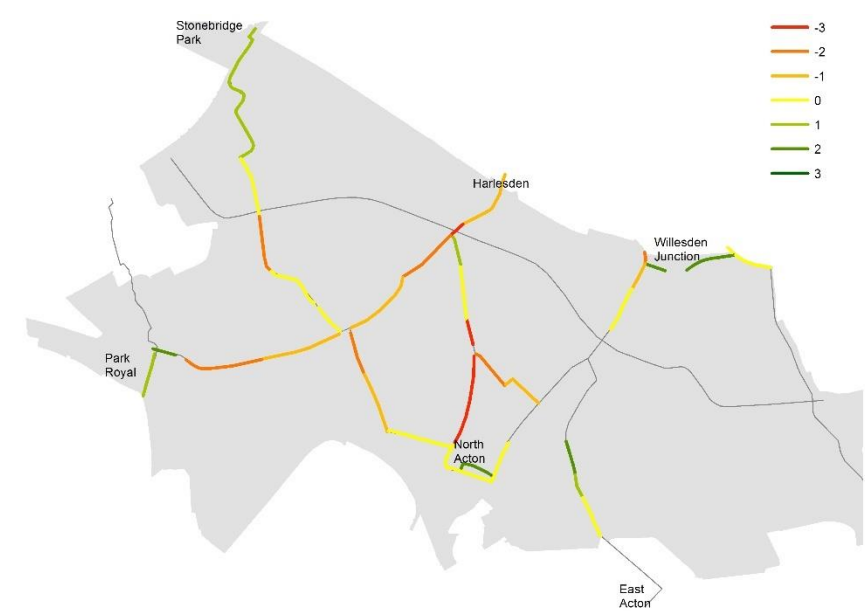 Stonebridge
Park
-3
-2
-1
0
1
2
3
Harlesden
Willesden
Junction
Park
Royal
North
Acton
East
Acton